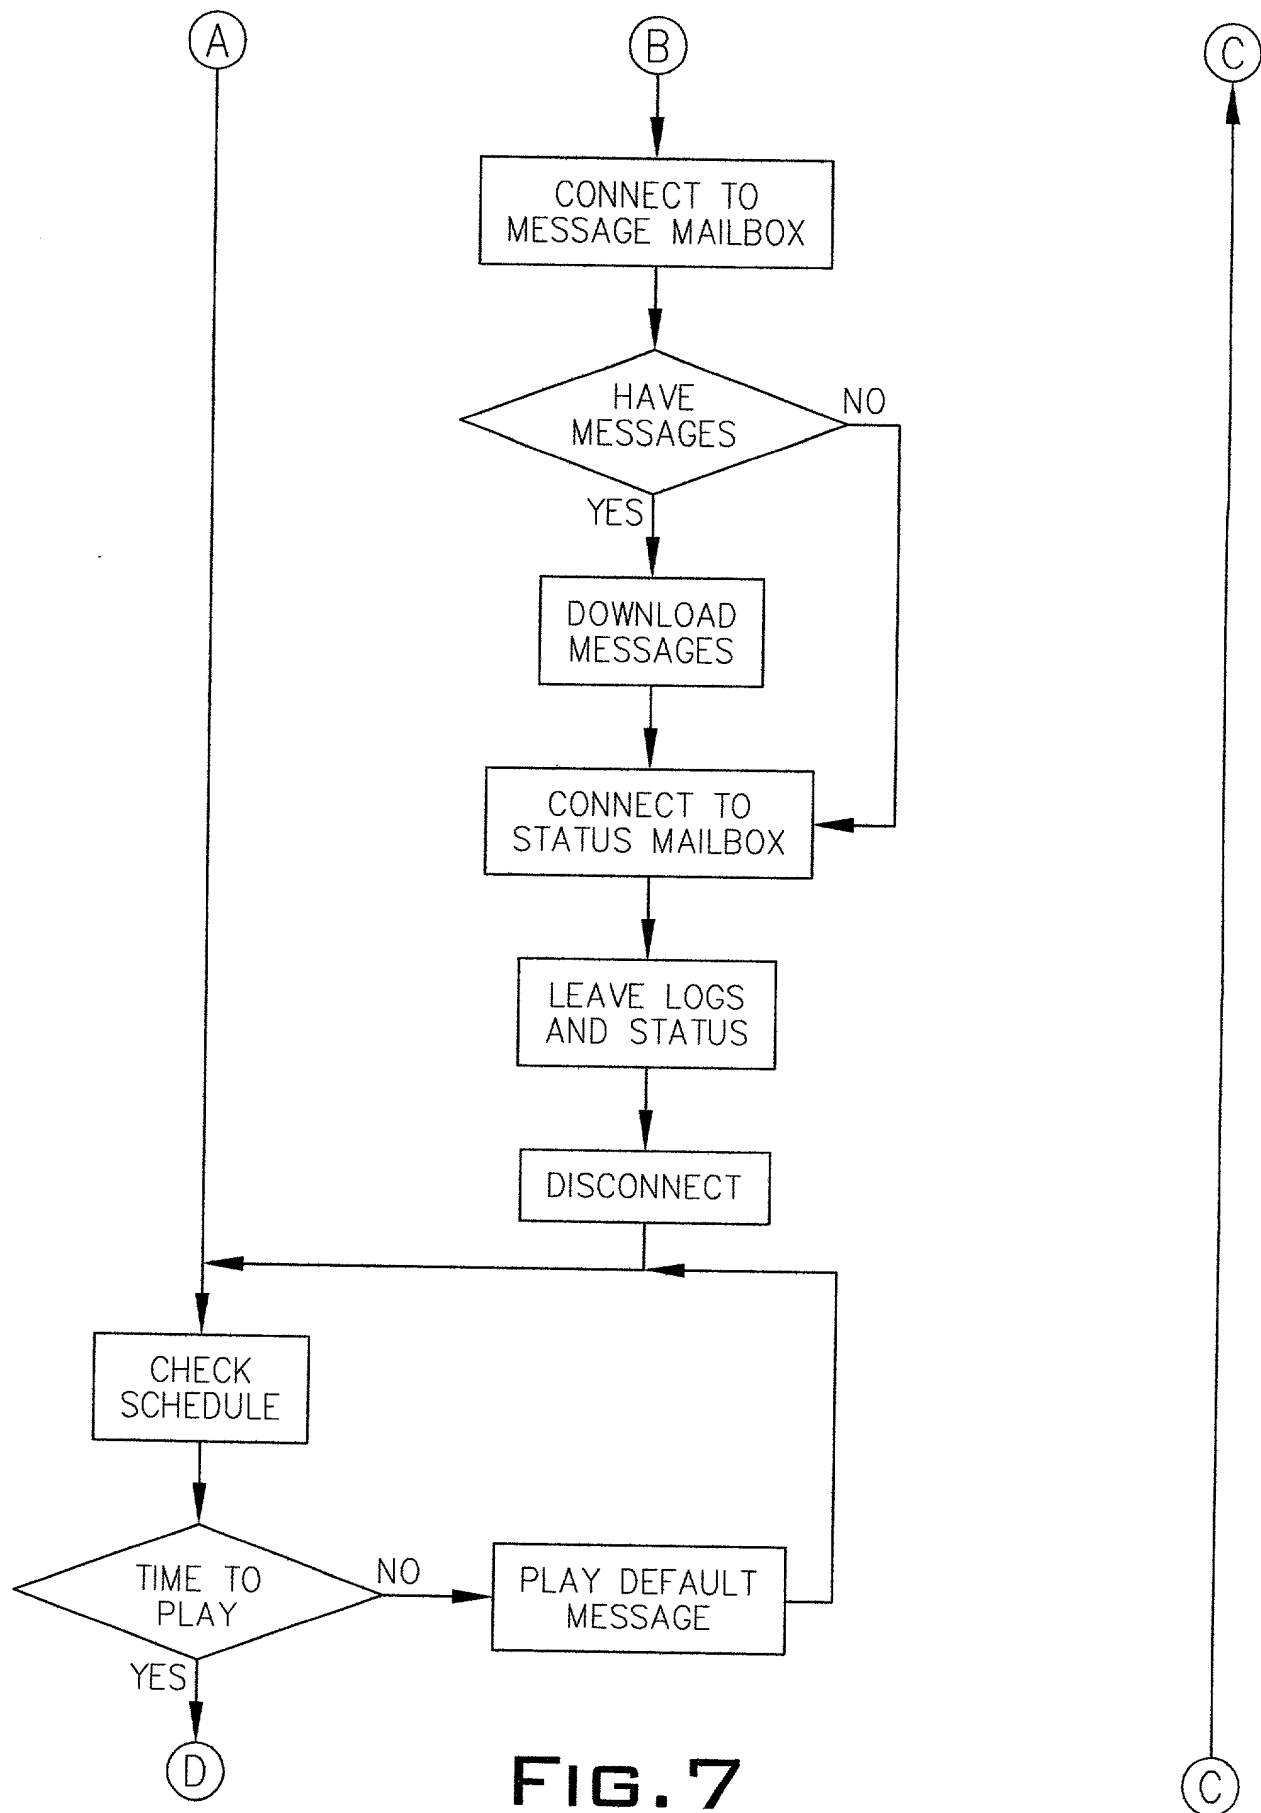 A
B
C
CONNECT TO
MESSAGE MAILBOX
HAVE
MESSAGES
NO
YES
DOWNLOAD
MESSAGES
CONNECT TO
STATUS MAILBOX
LEAVE LOGS
AND STATUS
DISCONNECT
CHECK
SCHEDULE
TIME TO
PLAY
NO
PLAY DEFAULT
MESSAGE
YES
D
FIG. 7
C